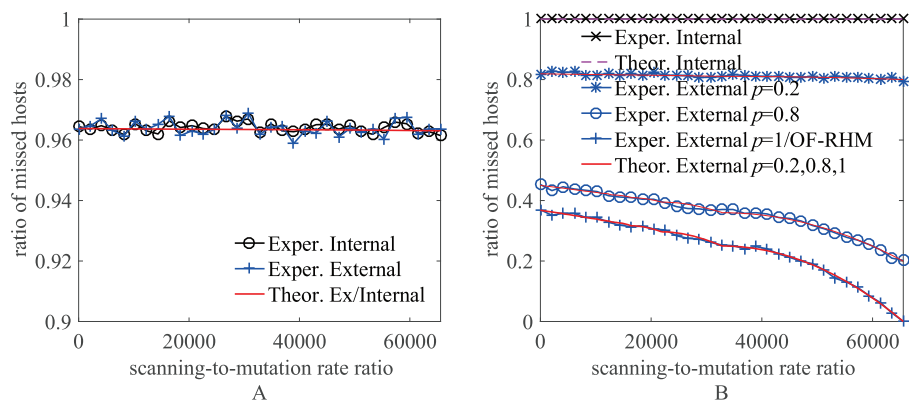 1
0.98
0.96
0.94
0.92
0.9
ratio of missed hosts
Exper. Internal
Exper. External
Theor. Ex/Internal
0 20000 40000 60000
scanning-to-mutation rate ratio
A
1
0.8
0.6
0.4
0.2
0
ratio of missed hosts
Exper. Internal
Theor. Internal
Exper. External p=0.2
Exper. External p=0.8
Exper. External p=1/OF-RHM
Theor. External p=0.2,0.8,1
0 20000 40000 60000
scanning-to-mutation rate ratio
B